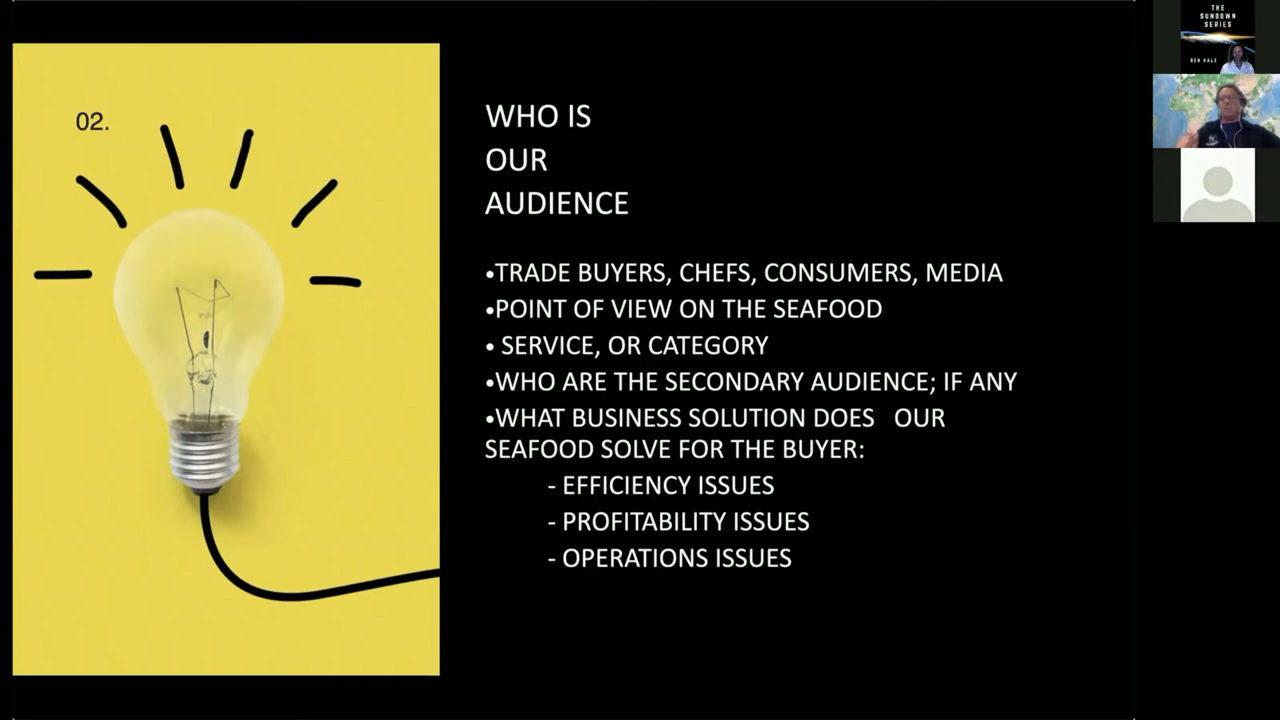 02.
WHO IS
OUR
AUDIENCE
•TRADE BUYERS, CHEFS, CONSUMERS, MEDIA
•POINT OF VIEW ON THE SEAFOOD
• SERVICE, OR CATEGORY
•WHO ARE THE SECONDARY AUDIENCE; IF ANY
•WHAT BUSINESS SOLUTION DOES   OUR
SEAFOOD SOLVE FOR THE BUYER:
- EFFICIENCY ISSUES
- PROFITABILITY ISSUES
- OPERATIONS ISSUES
THE
SUNDOWN
SERIES
BEN HALE